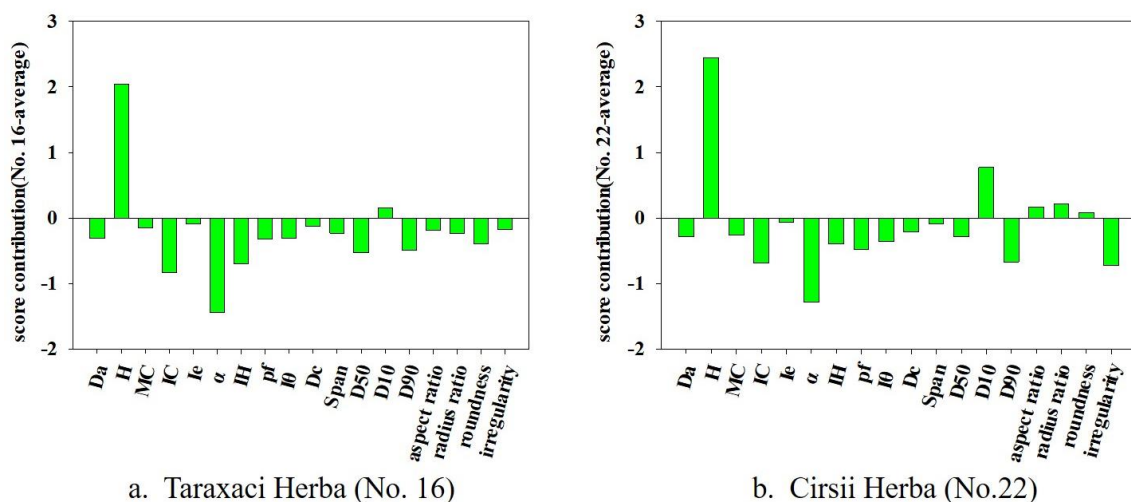 score contribution(No. 16-average)
3
2
1
0
-1
-2
Da
H
MC
IC
Ie
α
IH
pf
Iθ
Dc
Span
D50
D10
D90
aspect ratio
radius ratio
roundness
irregularity
a. Taraxaci Herba (No. 16)
score contribution(No. 22-average)
3
2
1
0
-1
-2
Da
H
MC
IC
Ie
α
IH
pf
Iθ
Dc
Span
D50
D10
D90
aspect ratio
radius ratio
roundness
irregularity
b. Cirsii Herba (No.22)